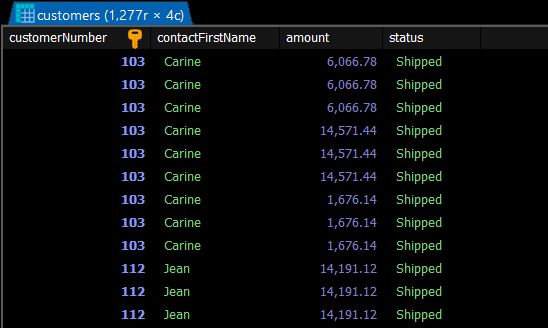 customers (1,277r × 4c)
customerNumber contactFirstName amount status
103 Carine 6,066.78 Shipped
103 Carine 6,066.78 Shipped
103 Carine 6,066.78 Shipped
103 Carine 14,571.44 Shipped
103 Carine 14,571.44 Shipped
103 Carine 14,571.44 Shipped
103 Carine 1,676.14 Shipped
103 Carine 1,676.14 Shipped
103 Carine 1,676.14 Shipped
112 Jean 14,191.12 Shipped
112 Jean 14,191.12 Shipped
112 Jean 14,191.12 Shipped